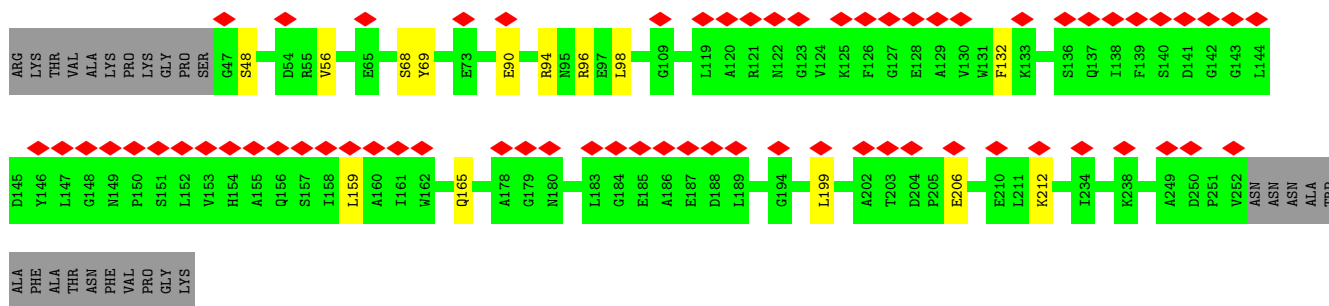 ARG LYS THR VAL ALA LYS PRO LYS GLY PRO SER G47 S48 D54 R55 V56 E65 S68 Y69 E73 E90 R94 N95 R96 E97 L98 G109 L119 A120 R121 N122 G123 V124 K125 F126 G127 E128 A129 V130 W131 F132 K133 S136 Q137 I138 F139 S140 D141 G142 G143 L144
D145 Y146 L147 G148 N149 P150 S151 L152 V153 H154 A155 Q156 S157 I158 L159 A160 I161 W162 Q165 A178 G179 N180 L183 G184 E185 A186 E187 D188 L189 G194 L199 A202 T203 D204 P205 E206 E210 L211 K212 I234 K238 A249 D250 P251 V252 ASN ASN ASN ALA TRP
ALA PHE ALA THR ASN PHE VAL PRO GLY LYS